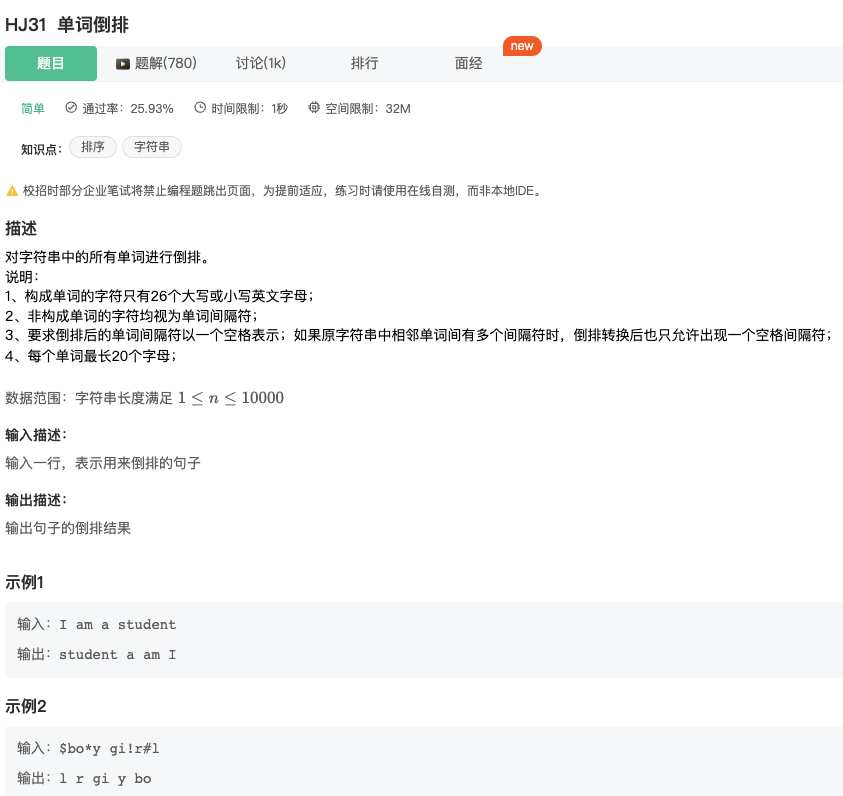 HJ31 单词倒排
new
题目 题解(780) 讨论(1k) 排行 面经
简单 通过率：25.93% 时间限制：1秒 空间限制：32M
知识点： 排序 字符串
校招时部分企业笔试将禁止编程题跳出页面，为提前适应，练习时请使用在线自测，而非本地IDE。
描述
对字符串中的所有单词进行倒排。
说明：
1、构成单词的字符只有26个大写或小写英文字母；
2、非构成单词的字符均视为单词间隔符；
3、要求倒排后的单词间隔符以一个空格表示；如果原字符串中相邻单词间有多个间隔符时，倒排转换后也只允许出现一个空格间隔符；
4、每个单词最长20个字母；
数据范围：字符串长度满足 1 ≤ n ≤ 10000
输入描述：
输入一行，表示用来倒排的句子
输出描述：
输出句子的倒排结果
示例1
输入：I am a student
输出：student a am I
示例2
输入：$bo*y gi!r#l
输出：l r gi y bo